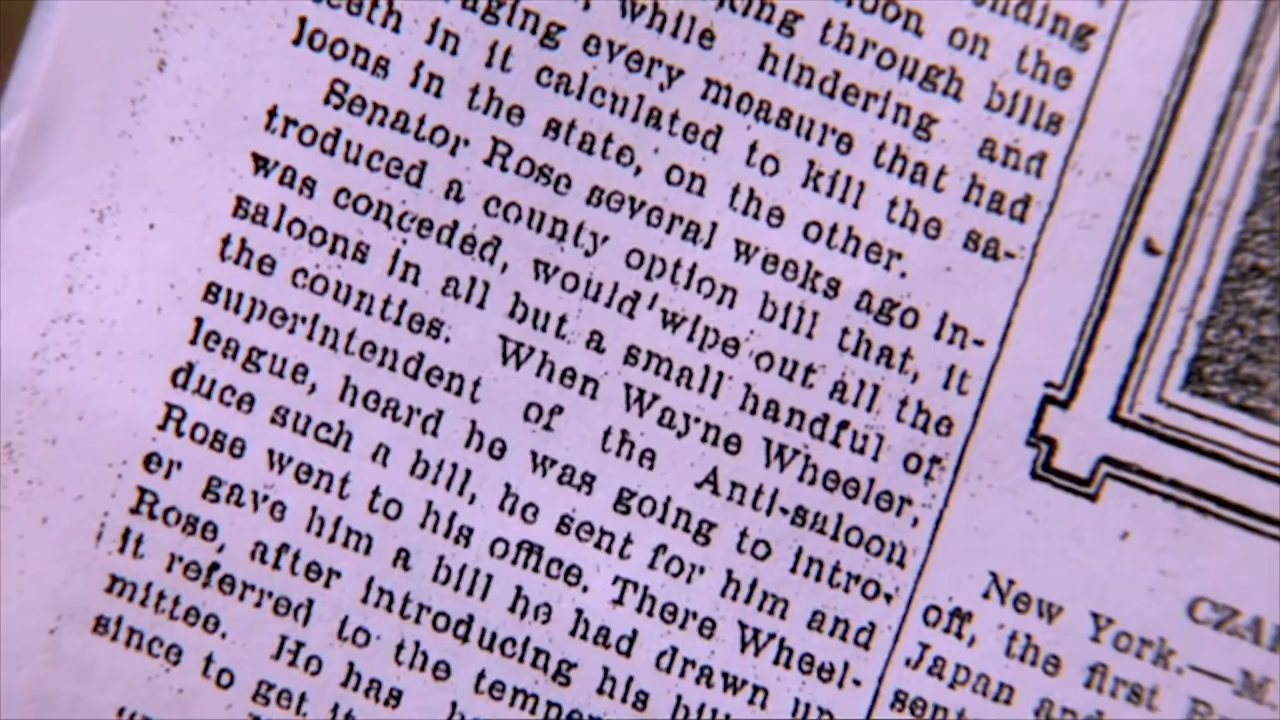 on the
while king through bills
aging every hindering and
eeth in it measure that had
loons in the calculated to kill the sa-
state, on the other.
Senator Rose several weeks ago in-
troduced a county option bill that, it
was conceded, would wipe out all the
saloons in all but a small handful of
the counties. When Wayne Wheeler,
superintendent of the Anti-saloon
league, heard he was going to intro-
duce such a bill, he sent for him and
Rose went to his office. There Wheel-
er gave him a bill he had drawn up.
Rose, after introducing his bill
it referred to the temper
mittee. He has
since to get it
CZA
New York.—M.
off, the first
Japan and
sent